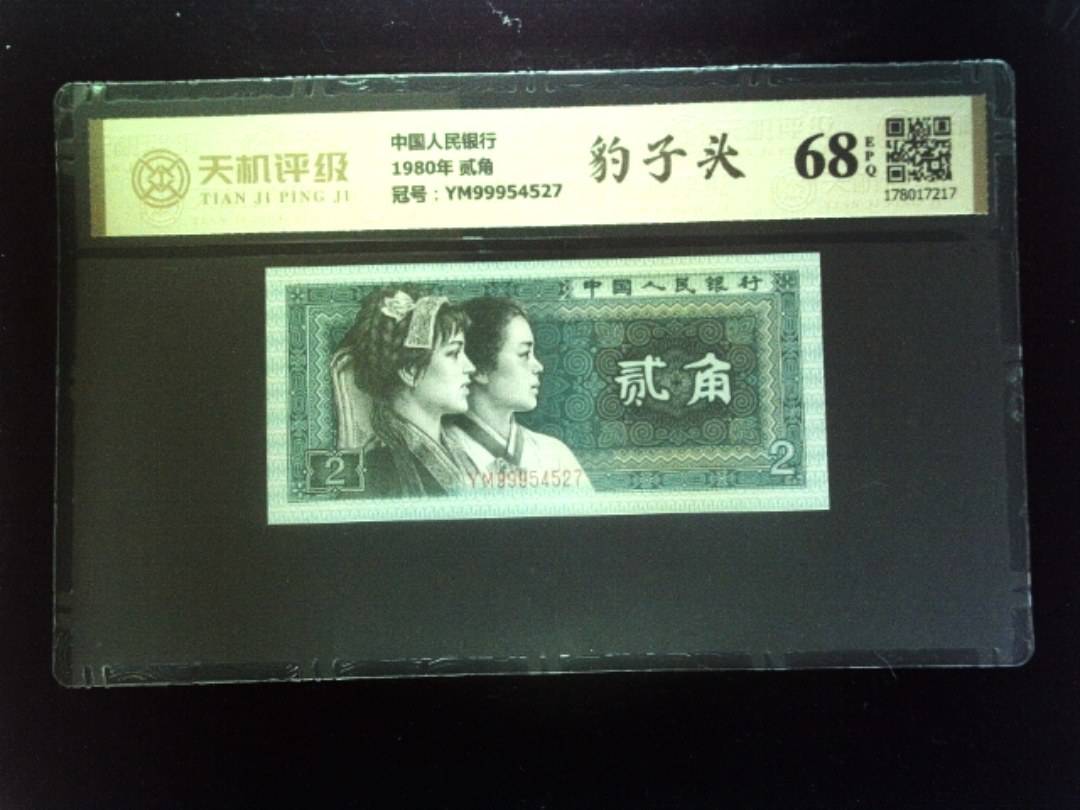 天机评级
TIAN JI PING JI
中国人民银行
1980年 贰角
冠号：YM99954527
豹子头
68
EPQ
178017217
中国人民银行
贰角
2
YM99954527
2